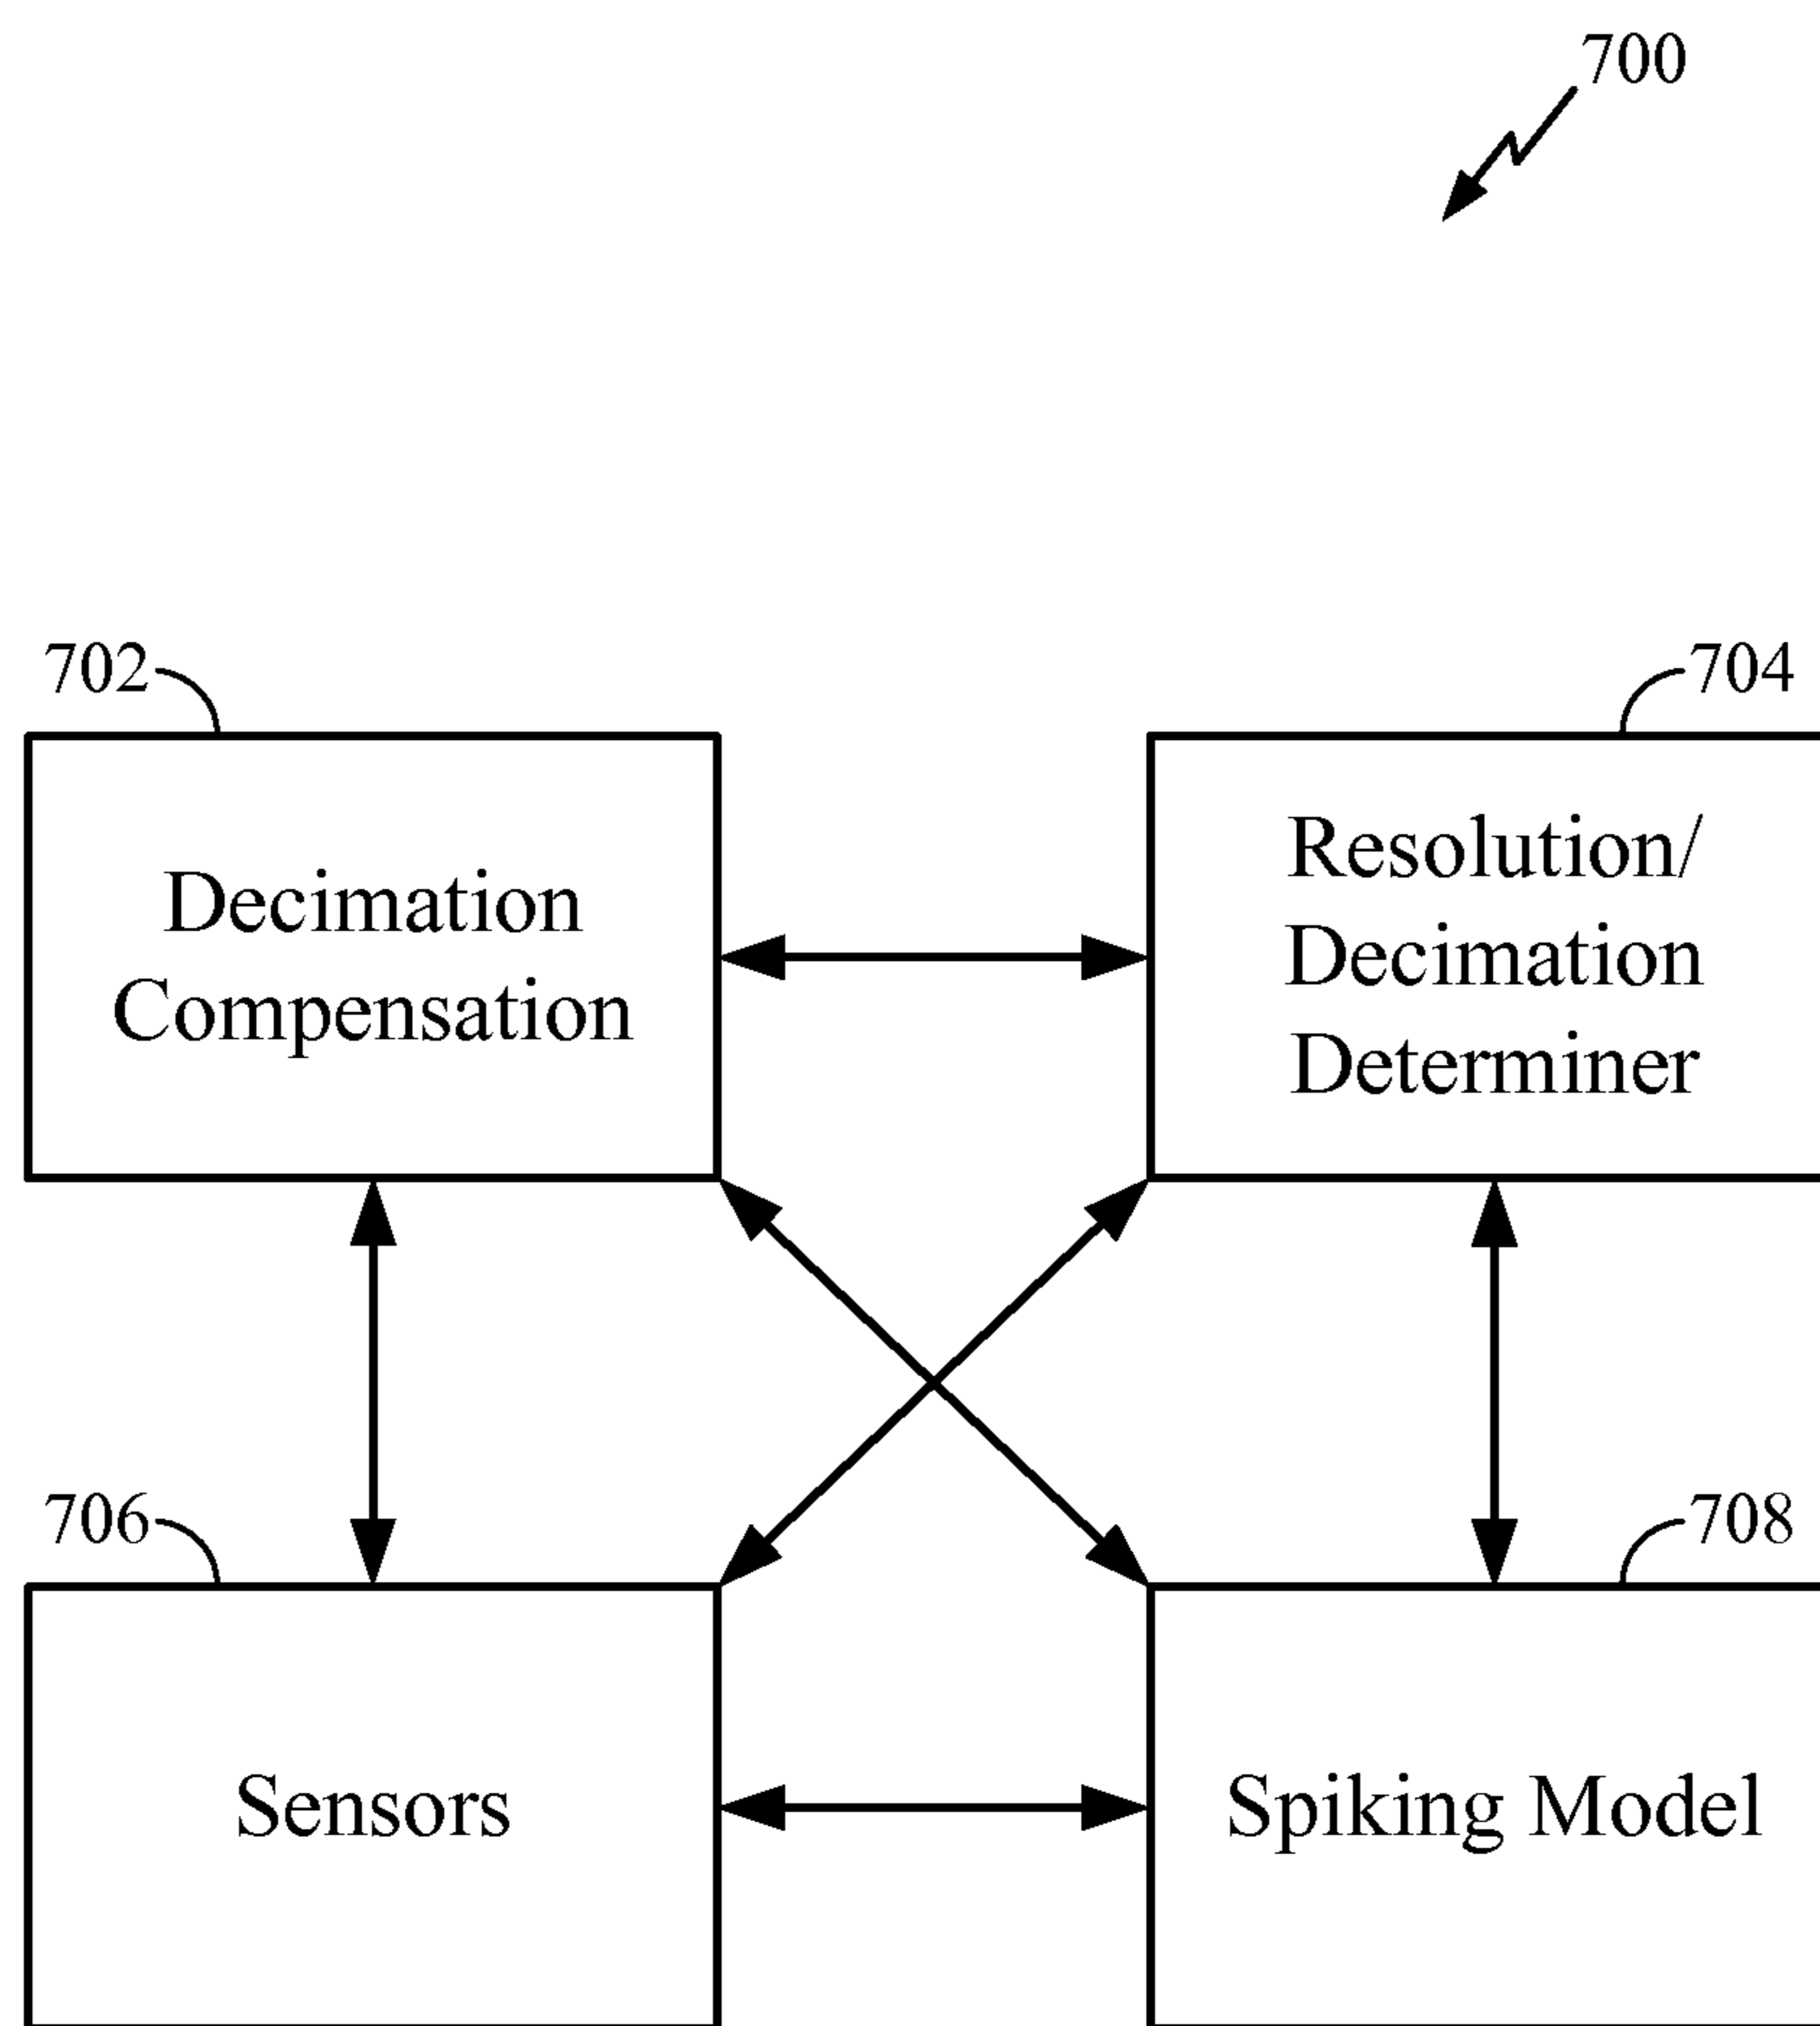 700
702
704
Decimation
Compensation
Resolution/
Decimation
Determiner
706
708
Sensors
Spiking Model